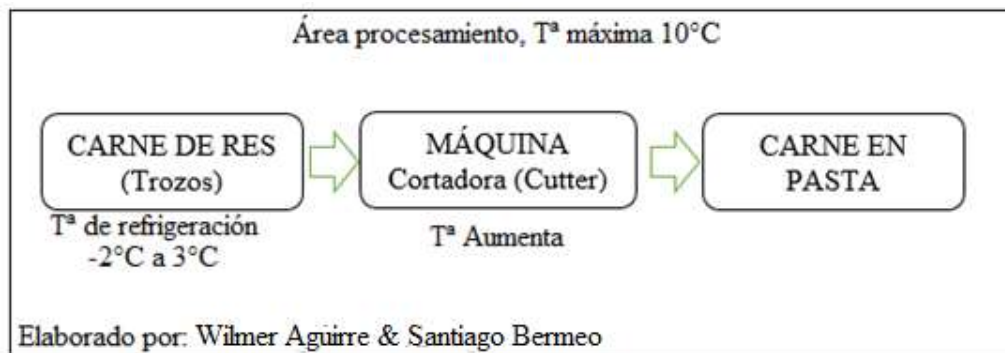 Área procesamiento, Tª máxima 10°C
CARNE DE RES
(Trozos)
Tª de refrigeración
-2°C a 3°C
MÁQUINA
Cortadora (Cutter)
Tª Aumenta
CARNE EN
PASTA
Elaborado por: Wilmer Aguirre & Santiago Bermeo